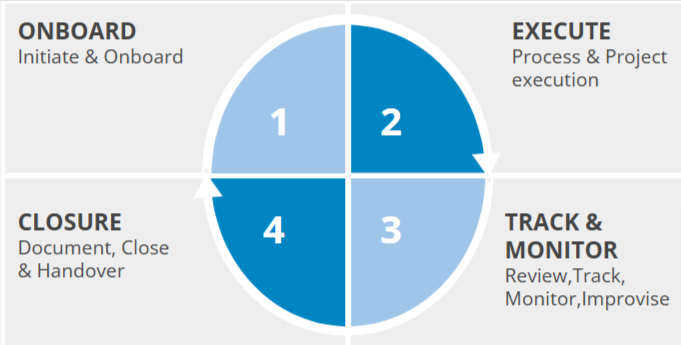 ONBOARD
Initiate & Onboard
1
2
EXECUTE
Process & Project
execution
CLOSURE
Document, Close
& Handover
4
3
TRACK &
MONITOR
Review,Track,
Monitor,Improvise